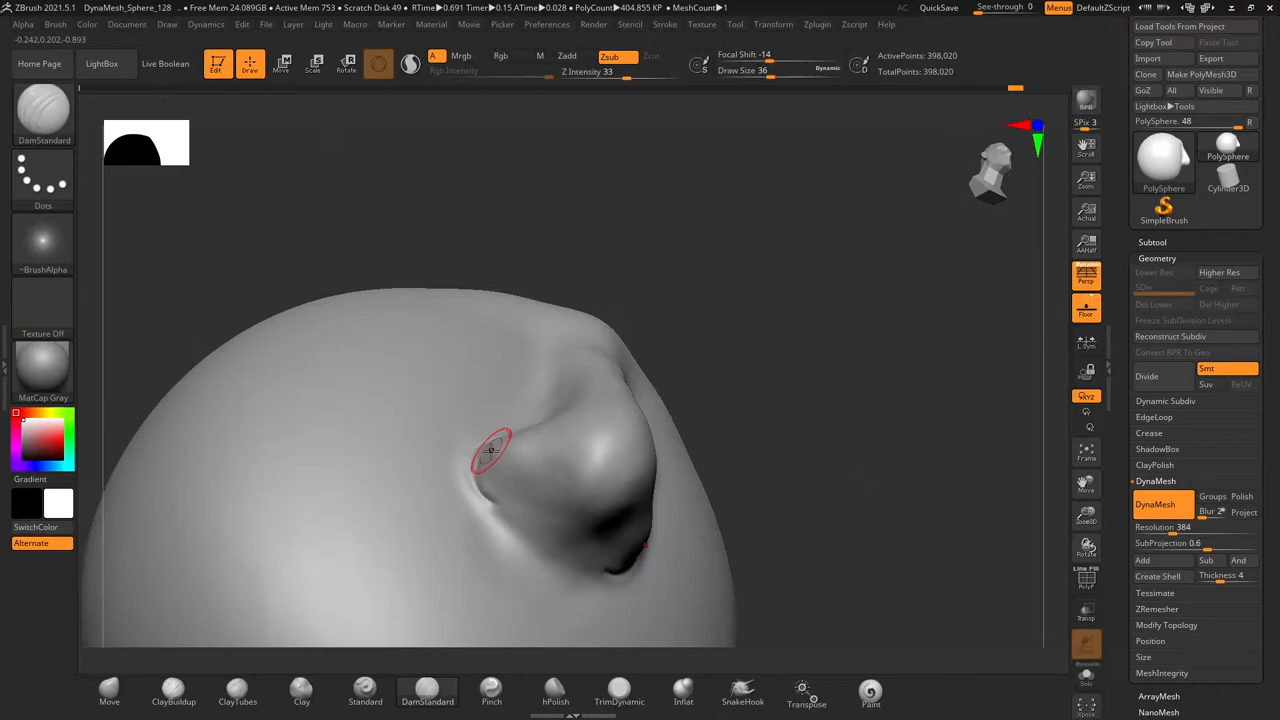 ZBrush 2021.5.1 DynaMesh_Sphere_128 .. • Free Mem 24.089GB • Active Mem 753 • Scratch Disk 49 • RTime▶0.691 Timer▶0.15 ATime▶0.028 • PolyCount▶404.855 KP • MeshCount▶1 AC QuickSave See-through 0 Menus DefaultZScript
Alpha Brush Color Document Draw Dynamics Edit File Layer Light Macro Marker Material Movie Picker Preferences Render Stencil Stroke Texture Tool Transform Zplugin Zscript Help
-0.242,0.202,-0.893
Home Page LightBox Live Boolean Edit Draw Move Scale Rotate A Mrgb Rgb M Zadd Zsub
Rgb Intensity Z Intensity 33
Focal Shift -14
Draw Size 36 Dynamic
S D
ActivePoints: 398,020
TotalPoints: 398,020
DamStandard
Dots
~BrushAlpha
Texture Off
MatCap Gray
Gradient
SwitchColor
Alternate
BPR
SPix 3
Scroll
Zoom
Actual
AAHalf
Dynamic
Persp
Floor
L.Sym
XYZ
Frame
Move
Zoom3D
Rotate
Line Fill
PolyF
Transp
Dynamic
Solo
Xpose
Load Tools From Project
Copy Tool Paste Tool
Import Export
Clone Make PolyMesh3D
GoZ All Visible R
Lightbox▶Tools
PolySphere. 48 R
PolySphere PolySphere
Cylinder3D
SimpleBrush
Subtool
Geometry
Lower Res Higher Res
SDiv Cage Rstr
Del Lower Del Higher
Freeze SubDivision Levels
Reconstruct Subdiv
Convert BPR To Geo
Divide Smt
Suv ReUV
Dynamic Subdiv
EdgeLoop
Crease
ShadowBox
ClayPolish
DynaMesh
DynaMesh Groups Polish
Blur 2 Project
Resolution 384
SubProjection 0.6
Add Sub And
Create Shell Thickness 4
Tessimate
ZRemesher
Modify Topology
Position
Size
MeshIntegrity
ArrayMesh
NanoMesh
Move ClayBuildup ClayTubes Clay Standard DamStandard Pinch hPolish TrimDynamic Inflat SnakeHook Transpose Paint